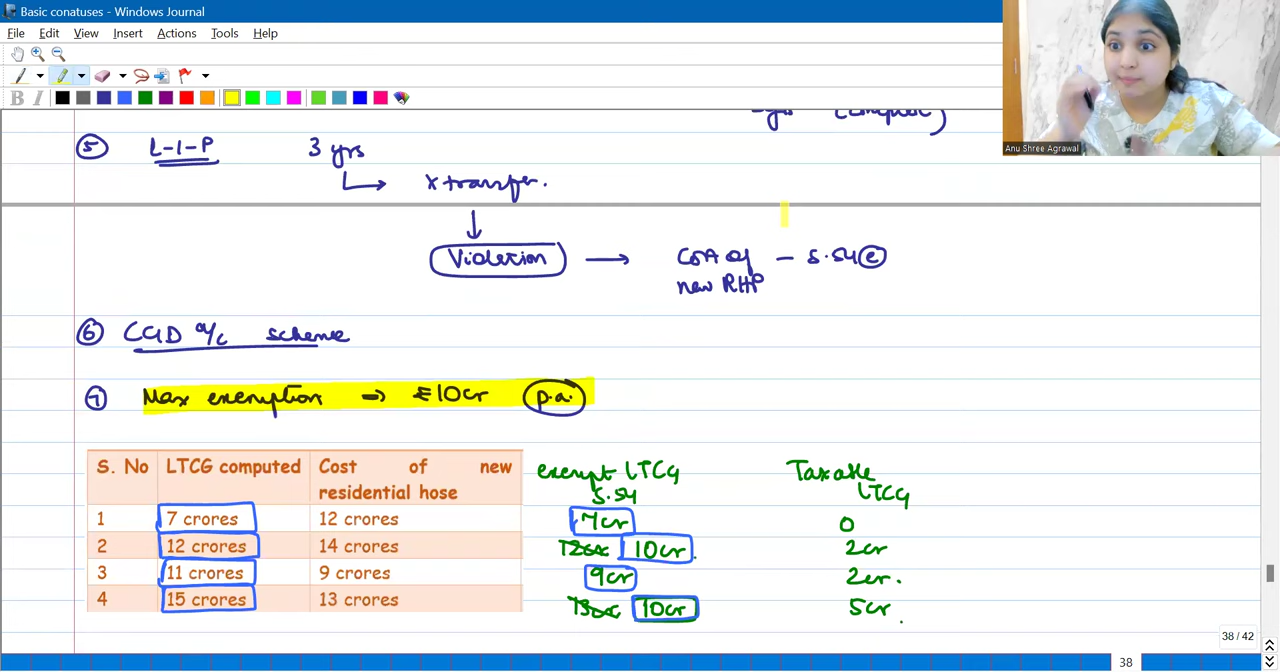 Basic conatuses - Windows Journal
File Edit View Insert Actions Tools Help
B I
Anu Shree Agrawal
⑤ L-I-P 3 yrs
x transfer.
Violation COA of - S.54 ⓔ
new RHP
⑥ CGD a/c scheme
⑦ Max exemption → ₹10cr p.a.
S. No LTCG computed Cost of new residential hose exempt LTCG S.54 Taxable LTCG
1 7 crores 12 crores 7cr 0
2 12 crores 14 crores 12cr 10cr. 2cr
3 11 crores 9 crores 9cr 2cr.
4 15 crores 13 crores 13cr 10cr 5cr.
38 / 42
38